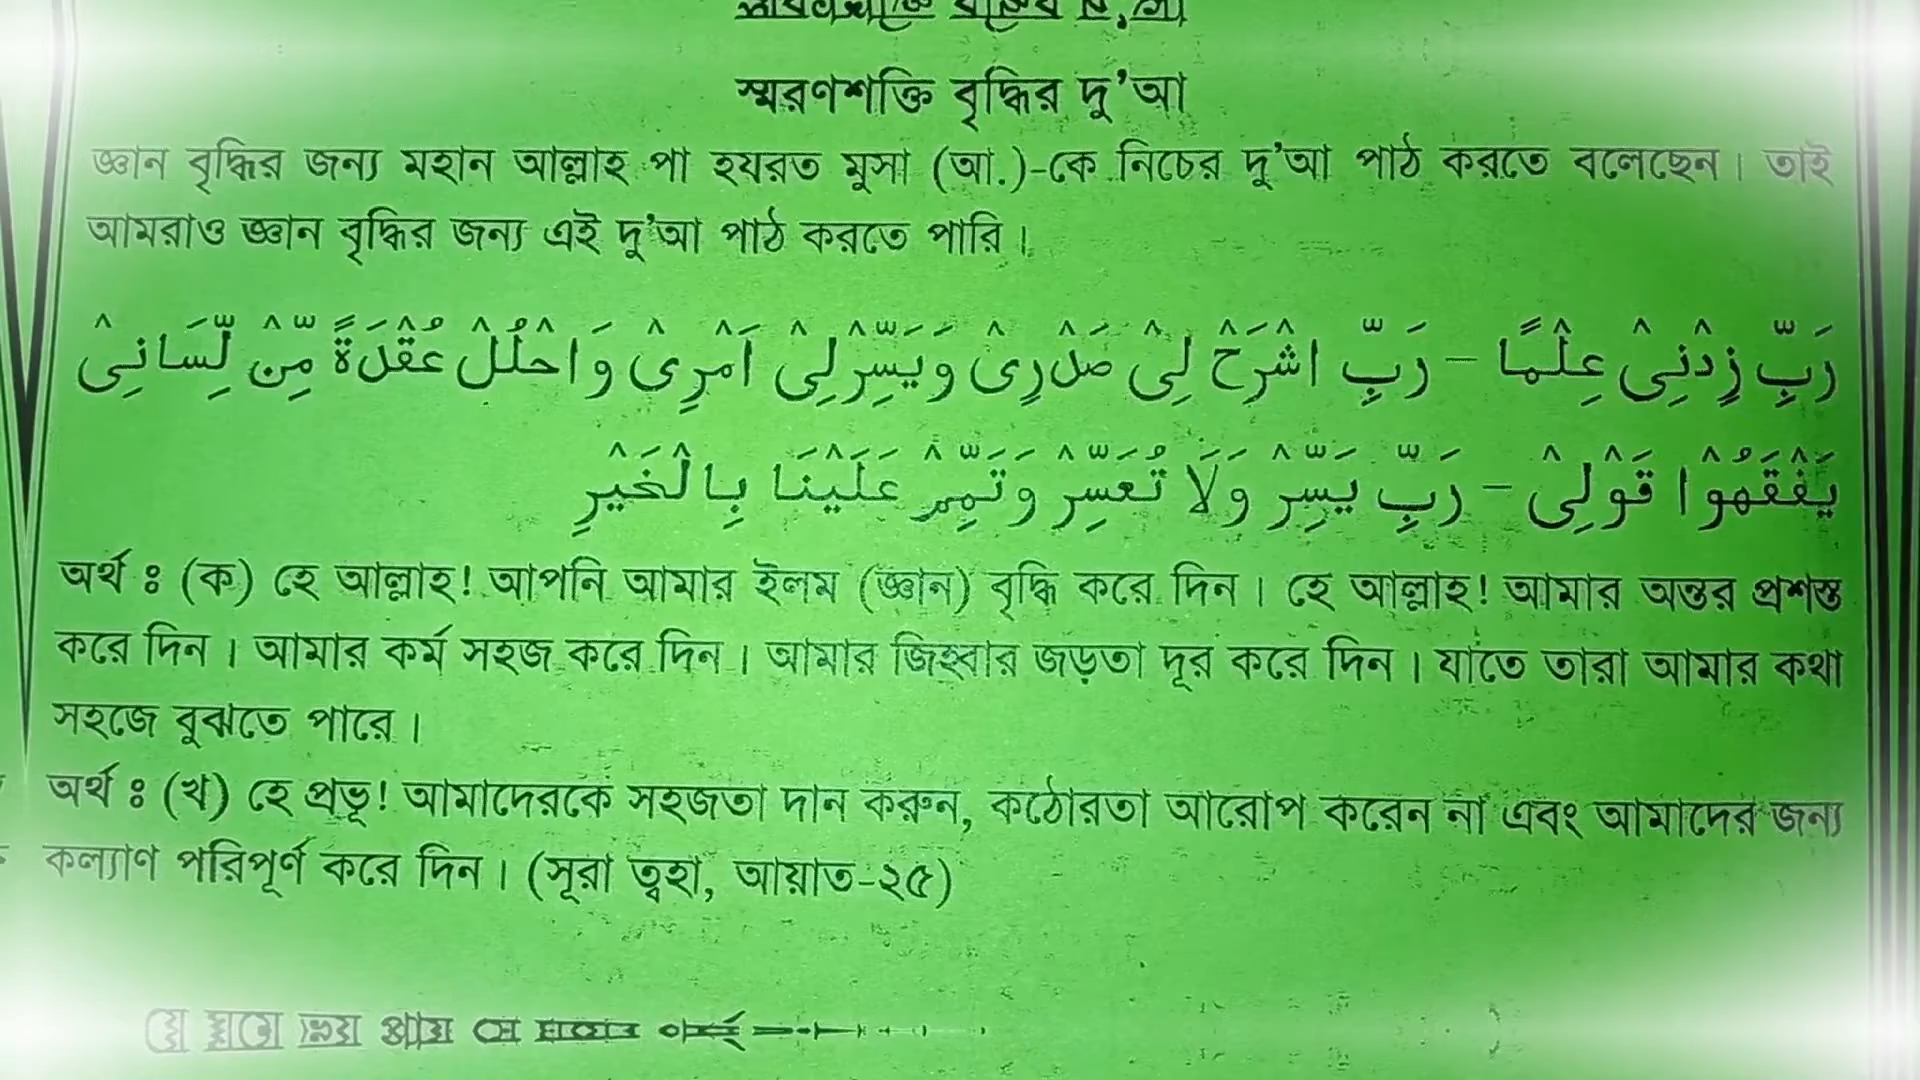 স্মরণশক্তি বৃদ্ধির দু'আ
জ্ঞান বৃদ্ধির জন্য মহান আল্লাহ পা হযরত মুসা (আ.)-কে নিচের দু'আ পাঠ করতে বলেছেন। তাই
আমরাও জ্ঞান বৃদ্ধির জন্য এই দু'আ পাঠ করতে পারি।
رَبِّ زِدْنِىْ عِلْمًا – رَبِّ اشْرَحْ لِىْ صَدْرِىْ وَيَسِّرْلِىْ اَمْرِىْ وَاحْلُلْ عُقْدَةً مِّنْ لِّسَانِىْ
يَفْقَهُوْا قَوْلِىْ – رَبِّ يَسِّرْ وَلَا تُعَسِّرْ وَتَمِّمْ عَلَيْنَا بِالْخَيْرِ
অর্থ ঃ (ক) হে আল্লাহ! আপনি আমার ইলম (জ্ঞান) বৃদ্ধি করে দিন। হে আল্লাহ! আমার অন্তর প্রশস্ত
করে দিন। আমার কর্ম সহজ করে দিন। আমার জিহ্বার জড়তা দূর করে দিন। যাতে তারা আমার কথা
সহজে বুঝতে পারে।
অর্থ ঃ (খ) হে প্রভূ! আমাদেরকে সহজতা দান করুন, কঠোরতা আরোপ করেন না এবং আমাদের জন্য
কল্যাণ পরিপূর্ণ করে দিন। (সূরা ত্বহা, আয়াত-২৫)